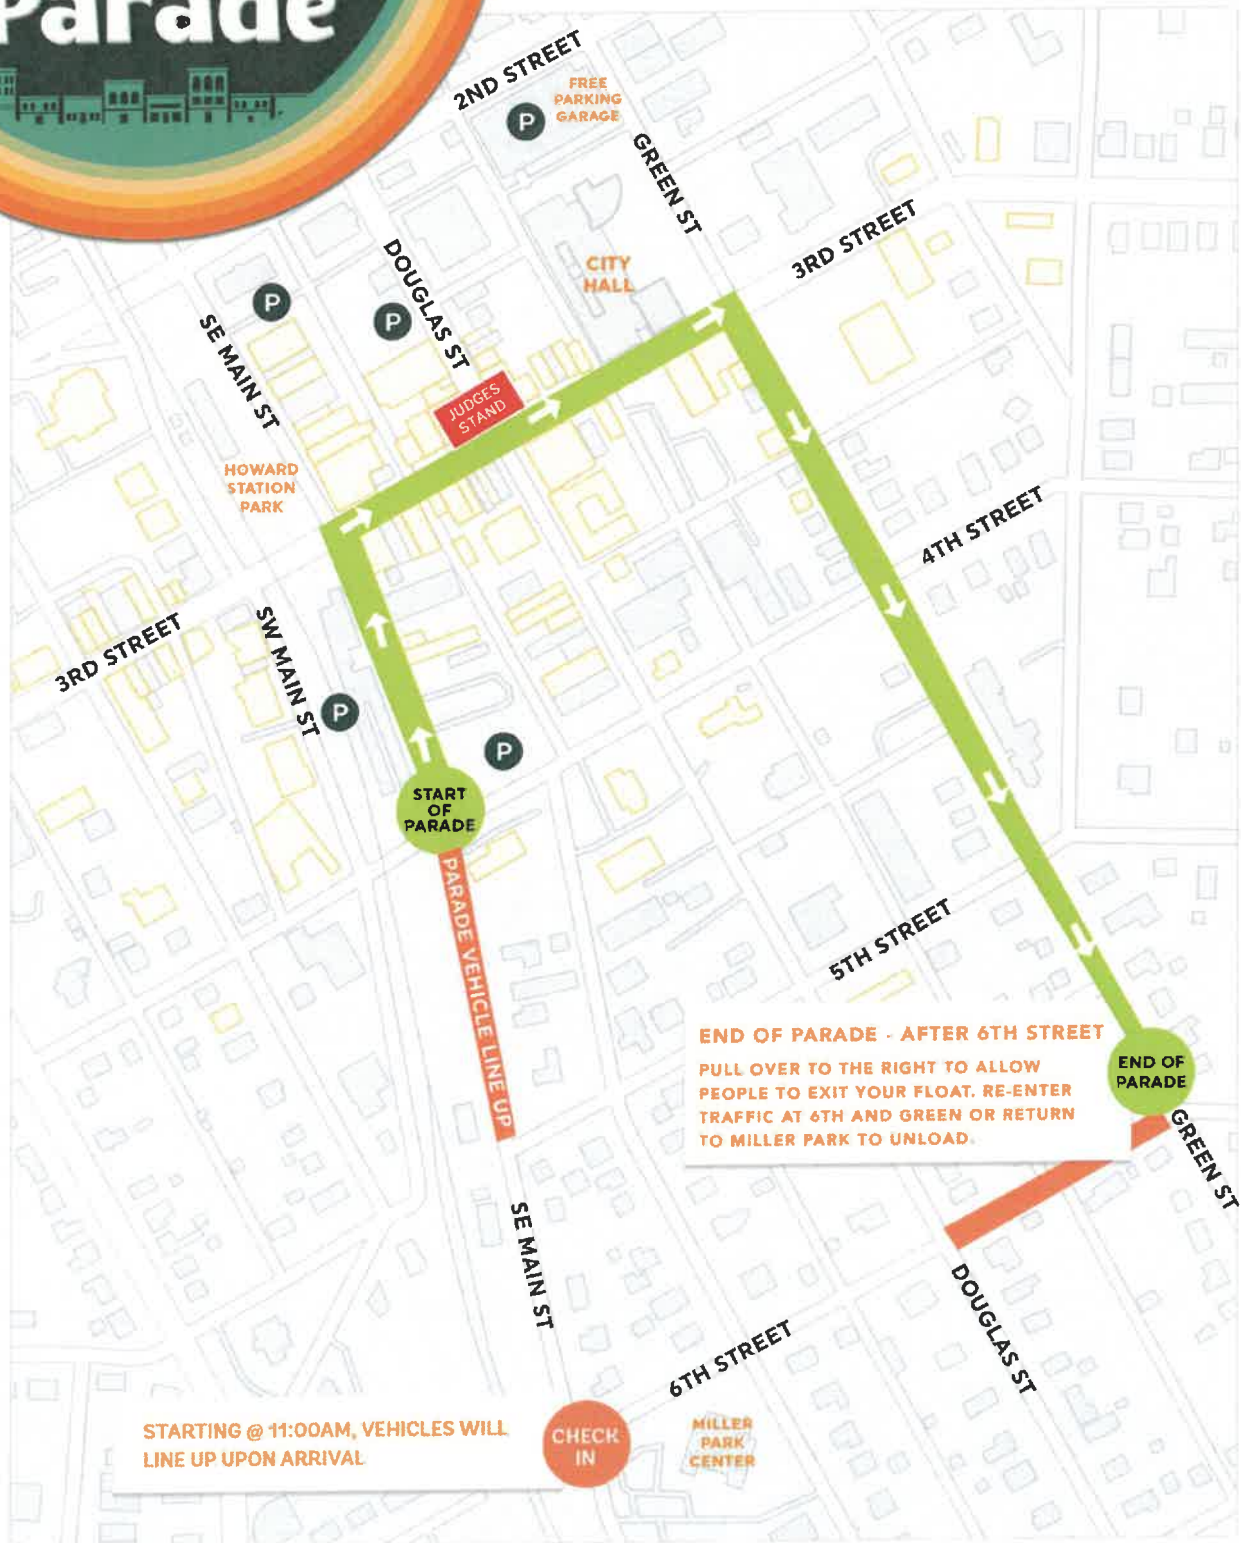 Parade
2ND STREET
FREE
PARKING
GARAGE
P
GREEN ST
3RD STREET
DOUGLAS ST
CITY
HALL
P
P
SE MAIN ST
JUDGES
STAND
HOWARD
STATION
PARK
4TH STREET
3RD STREET
SW MAIN ST
P
P
START
OF
PARADE
PARADE VEHICLE LINE UP
5TH STREET
END OF PARADE - AFTER 6TH STREET
PULL OVER TO THE RIGHT TO ALLOW
PEOPLE TO EXIT YOUR FLOAT. RE-ENTER
TRAFFIC AT 6TH AND GREEN OR RETURN
TO MILLER PARK TO UNLOAD.
END OF
PARADE
GREEN ST
SE MAIN ST
DOUGLAS ST
6TH STREET
STARTING @ 11:00AM, VEHICLES WILL
LINE UP UPON ARRIVAL
CHECK
IN
MILLER
PARK
CENTER